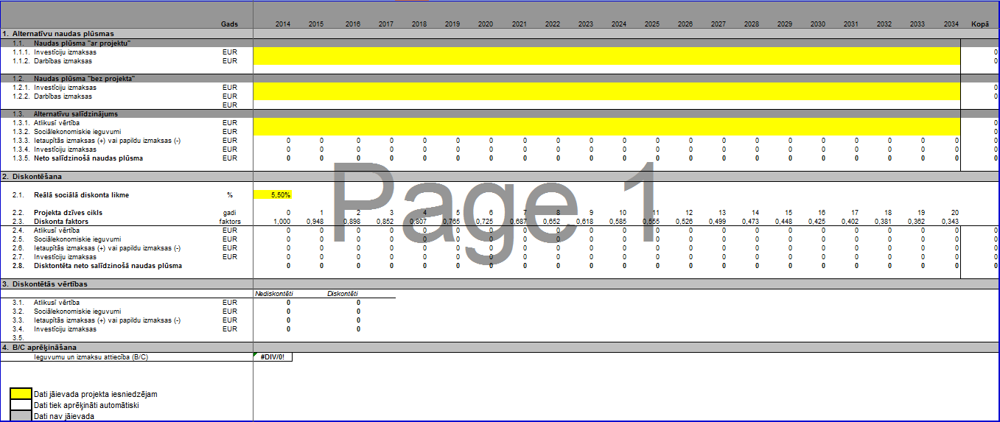 Gads 2014 2015 2016 2017 2018 2019 2020 2021 2022 2023 2024 2025 2026 2027 2028 2029 2030 2031 2032 2033 2034 Kopā
1. Alternatīvu naudas plūsmas
1.1. Naudas plūsma "ar projektu"
1.1.1. Investīciju izmaksas EUR 0
1.1.2. Darbības izmaksas EUR 0
1.2. Naudas plūsma "bez projekta"
1.2.1. Investīciju izmaksas EUR 0
1.2.2. Darbības izmaksas EUR 0
EUR
1.3. Alternatīvu salīdzinājums
1.3.1. Atlikusī vērtība EUR 0
1.3.2. Sociālekonomiskie ieguvumi EUR 0
1.3.3. Ietaupītās izmaksas (+) vai papildu izmaksas (-) EUR 0 0 0 0 0 0 0 0 0 0 0 0 0 0 0 0 0 0 0 0 0 0
1.3.4. Investīciju izmaksas EUR 0 0 0 0 0 0 0 0 0 0 0 0 0 0 0 0 0 0 0 0 0 0
1.3.5. Neto salīdzinošā naudas plūsma EUR 0 0 0 0 0 0 0 0 0 0 0 0 0 0 0 0 0 0 0 0 0 0
Page 1
2. Diskontēšana
2.1. Reālā sociālā diskonta likme % 5,50%
2.2. Projekta dzīves cikls gadi 0 1 2 3 4 5 6 7 8 9 10 11 12 13 14 15 16 17 18 19 20
2.3. Diskonta faktors faktors 1,000 0,948 0,898 0,852 0,807 0,765 0,725 0,687 0,652 0,618 0,585 0,555 0,526 0,499 0,473 0,448 0,425 0,402 0,381 0,362 0,343
2.4. Atlikusī vērtība EUR 0 0 0 0 0 0 0 0 0 0 0 0 0 0 0 0 0 0 0 0 0 0
2.5. Sociālekonomiskie ieguvumi EUR 0 0 0 0 0 0 0 0 0 0 0 0 0 0 0 0 0 0 0 0 0 0
2.6. Ietaupītās izmaksas (+) vai papildu izmaksas (-) EUR 0 0 0 0 0 0 0 0 0 0 0 0 0 0 0 0 0 0 0 0 0 0
2.7. Investīciju izmaksas EUR 0 0 0 0 0 0 0 0 0 0 0 0 0 0 0 0 0 0 0 0 0 0
2.8. Disktontēta neto salīdzinošā naudas plūsma 0 0 0 0 0 0 0 0 0 0 0 0 0 0 0 0 0 0 0 0 0 0
3. Diskontētās vērtības
Nediskontēti Diskontēti
3.1. Atlikusī vērtība EUR 0 0
3.2. Sociālekonomiskie ieguvumi EUR 0 0
3.3. Ietaupītās izmaksas (+) vai papildu izmaksas (-) EUR 0 0
3.4. Investīciju izmaksas EUR 0 0
3.5.
4. B/C aprēķināšana
Ieguvumu un izmaksu attiecība (B/C) #DIV/0!
Dati jāievada projekta iesniedzējam
Dati tiek aprēķināti automātiski
Dati nav jāievada